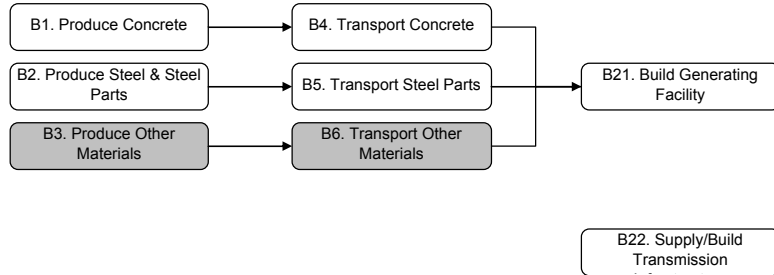 B1. Produce Concrete
B4. Transport Concrete
B2. Produce Steel & Steel
Parts
B5. Transport Steel Parts
B21. Build Generating
Facility
B3. Produce Other
Materials
B6. Transport Other
Materials
B22. Supply/Build
Transmission